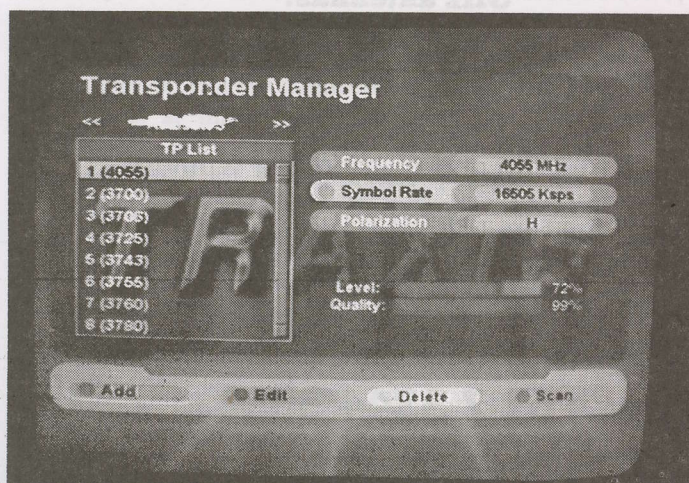 Transponder Manager
<< >>
TP List
1 (4055)
2 (3700)
3 (3706)
4 (3725)
5 (3743)
6 (3755)
7 (3760)
8 (3780)
Frequency 4055 MHz
Symbol Rate 16505 Ksps
Polarization H
Level: 72%
Quality: 99%
Add Edit Delete Scan